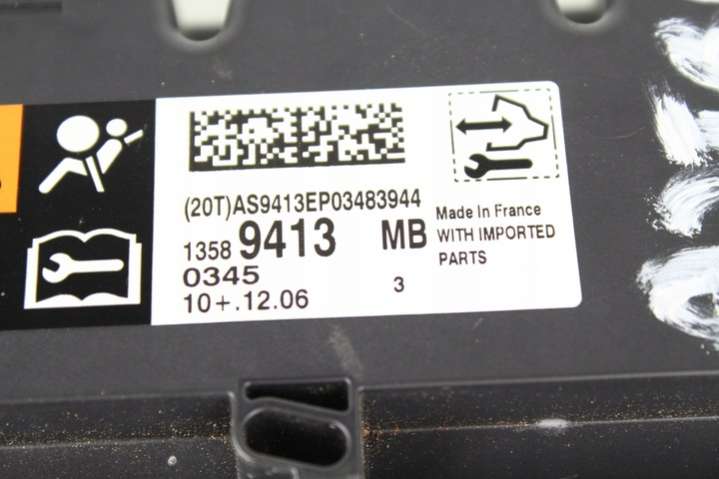 (20T)AS9413EP03483944
1358 9413 MB
0345
10+.12.06 3
Made In France
WITH IMPORTED
PARTS